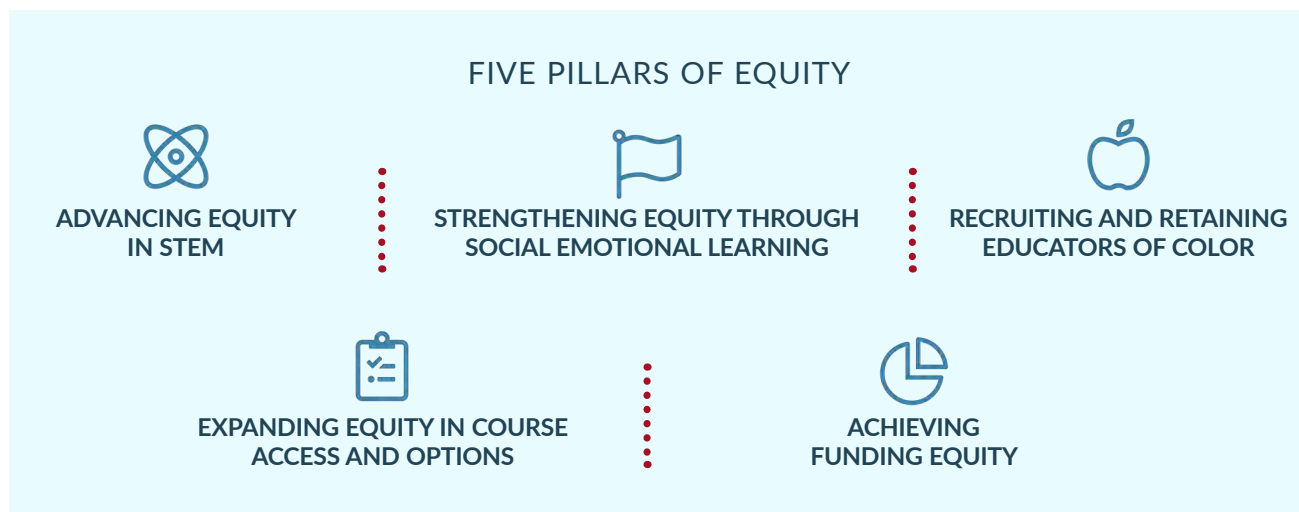 FIVE PILLARS OF EQUITY
ADVANCING EQUITY
IN STEM
STRENGTHENING EQUITY THROUGH
SOCIAL EMOTIONAL LEARNING
RECRUITING AND RETAINING
EDUCATORS OF COLOR
EXPANDING EQUITY IN COURSE
ACCESS AND OPTIONS
ACHIEVING
FUNDING EQUITY